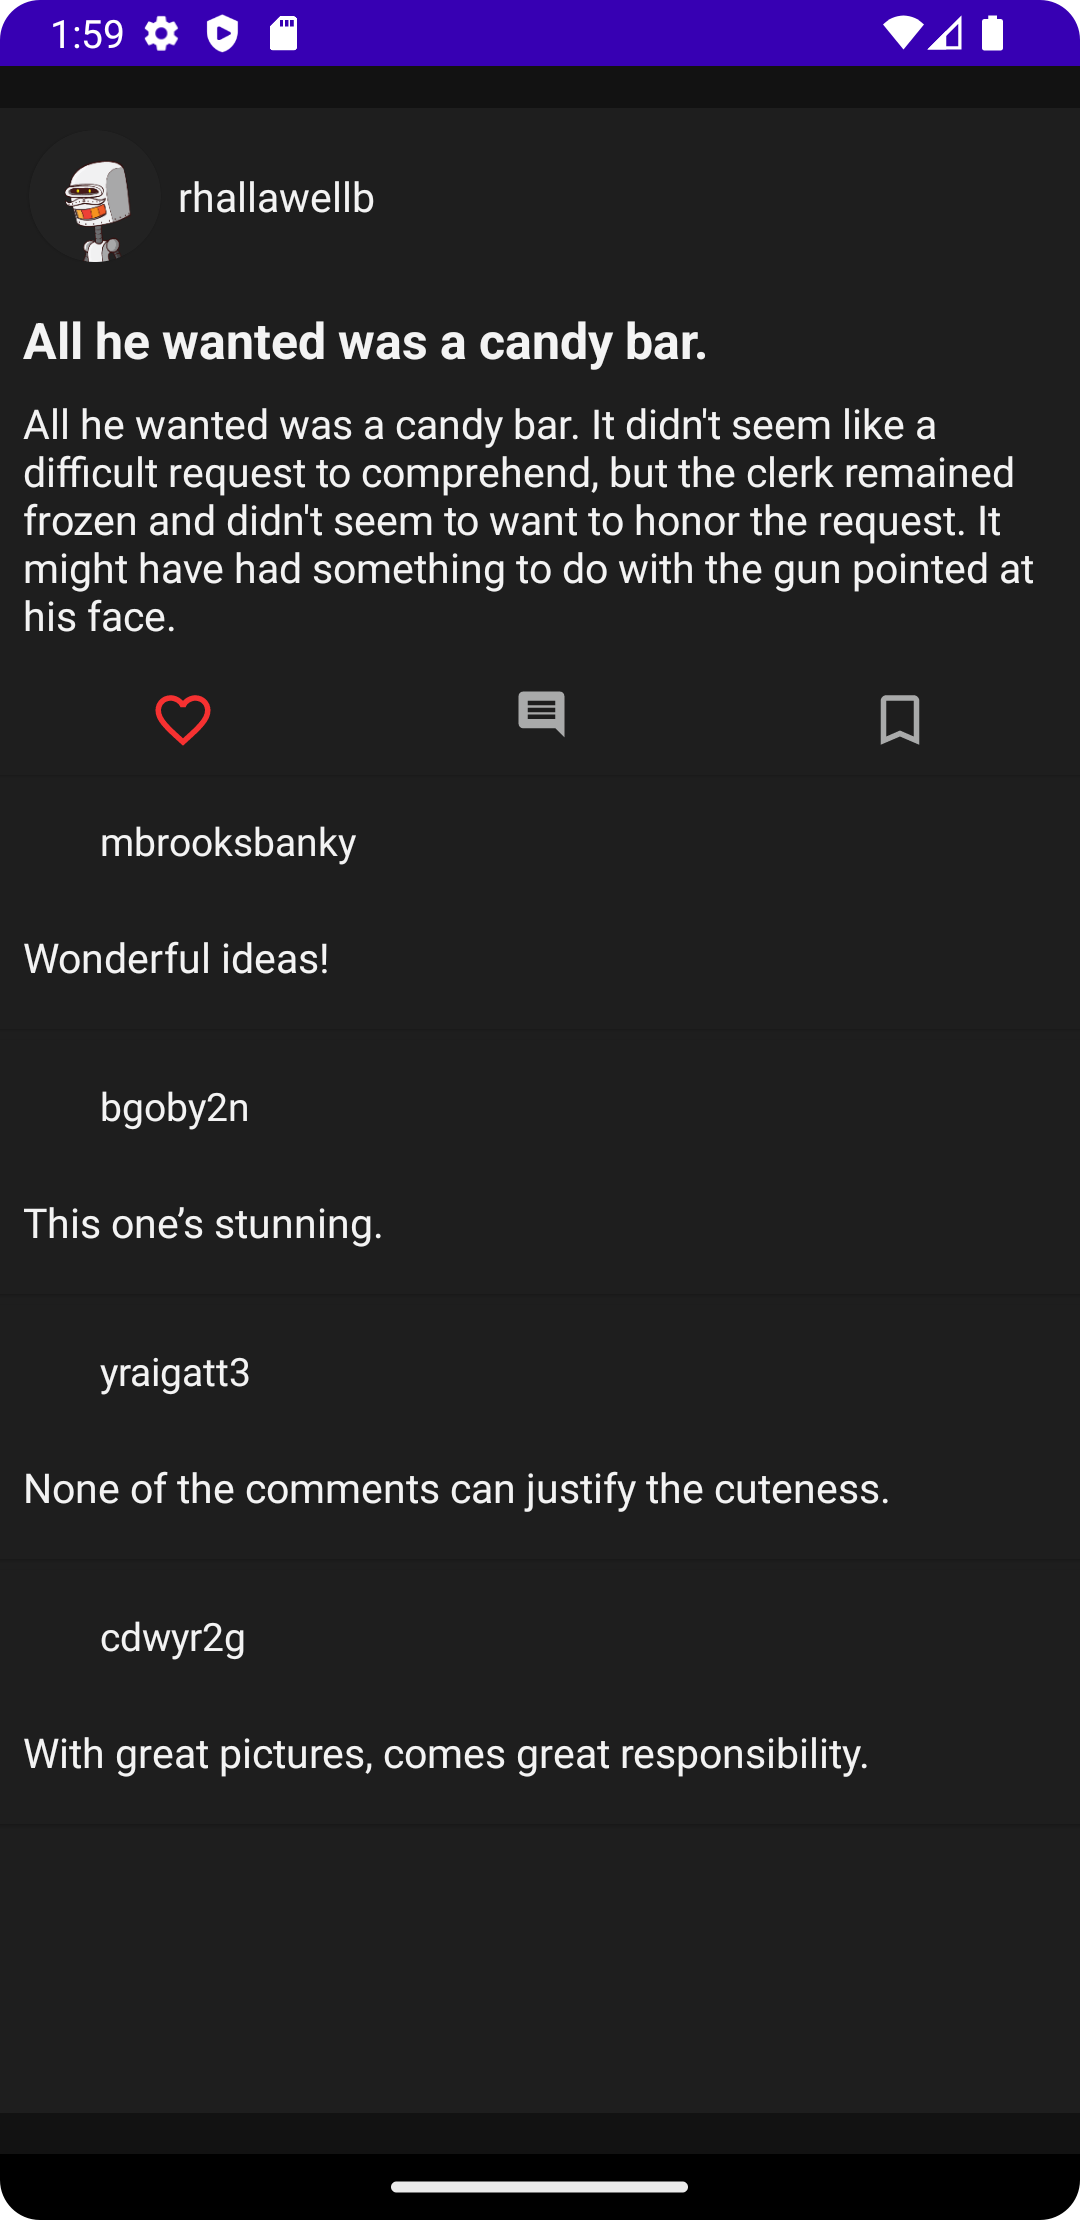 1:59
rhallawellb
All he wanted was a candy bar.
All he wanted was a candy bar. It didn't seem like a
difficult request to comprehend, but the clerk remained
frozen and didn't seem to want to honor the request. It
might have had something to do with the gun pointed at
his face.
mbrooksbanky
Wonderful ideas!
bgoby2n
This one’s stunning.
yraigatt3
None of the comments can justify the cuteness.
cdwyr2g
With great pictures, comes great responsibility.